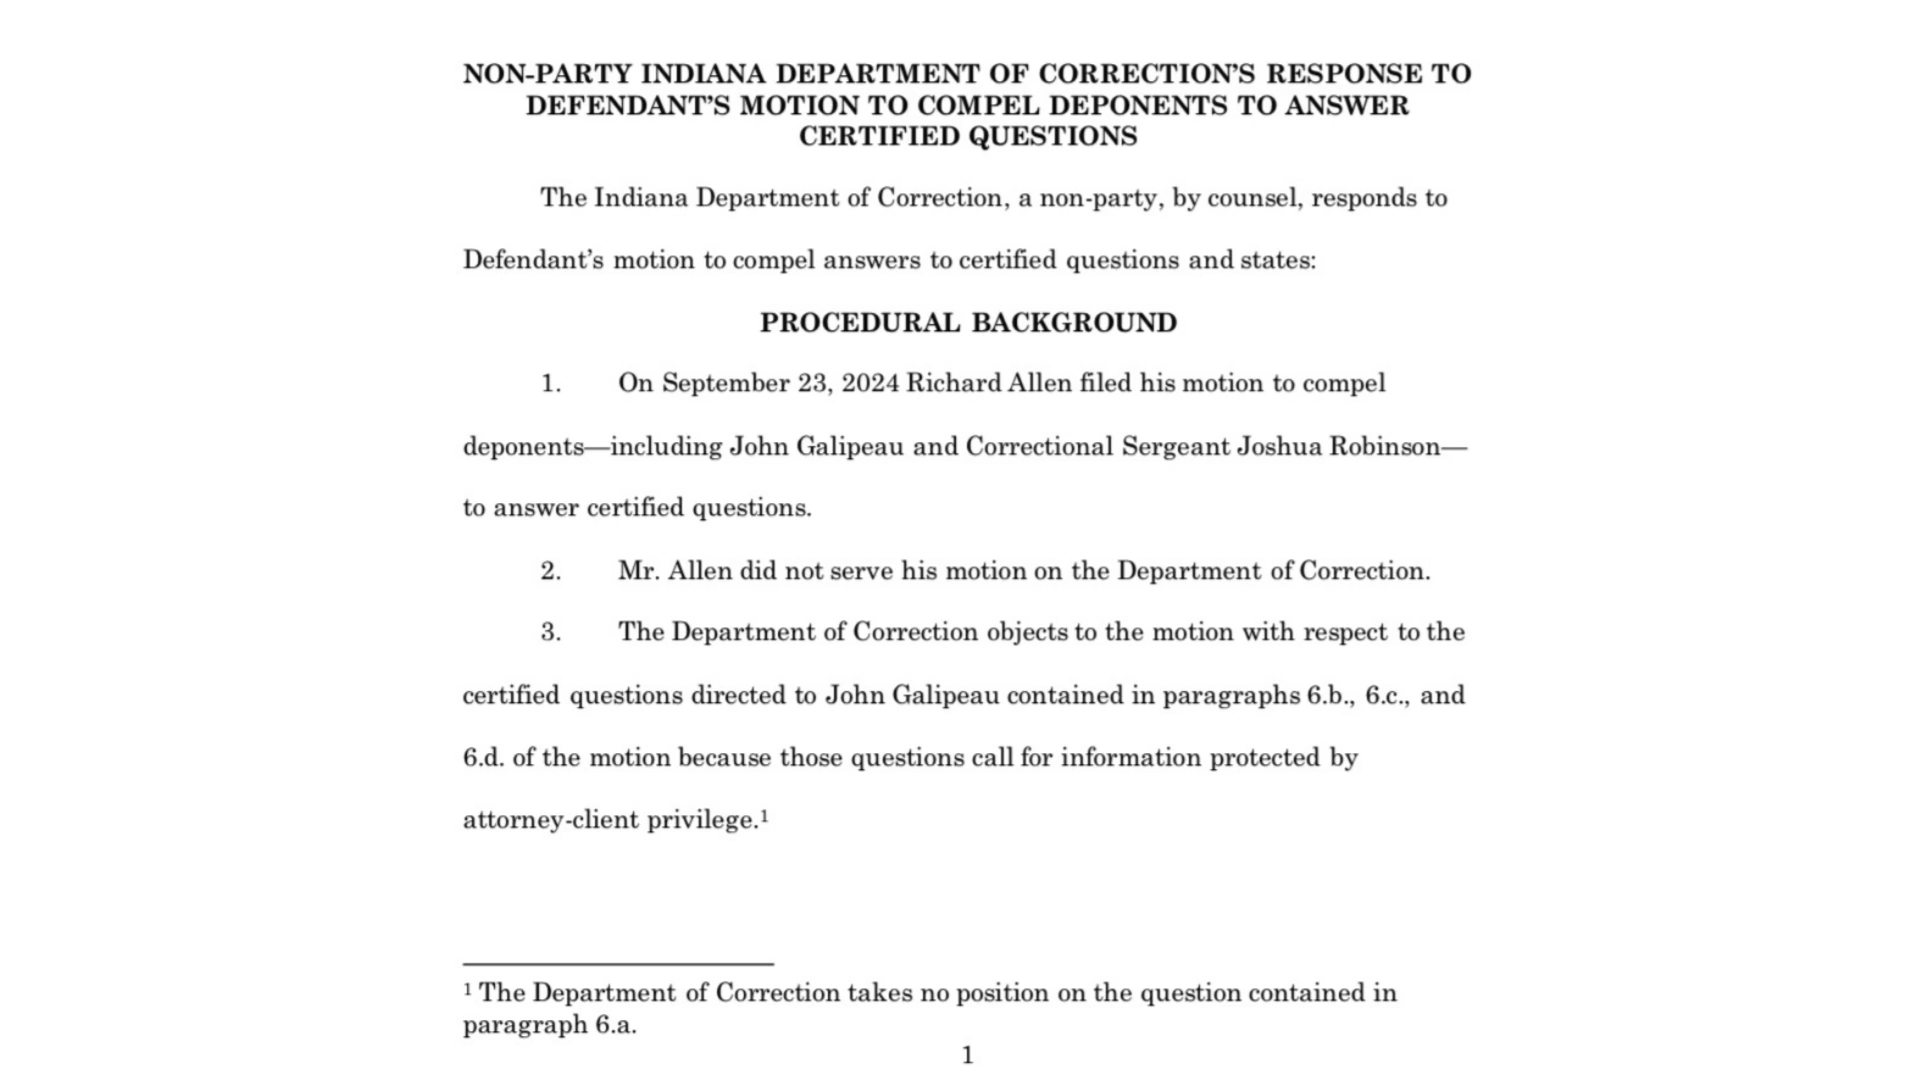 NON-PARTY INDIANA DEPARTMENT OF CORRECTION’S RESPONSE TO
DEFENDANT’S MOTION TO COMPEL DEPONENTS TO ANSWER
CERTIFIED QUESTIONS
The Indiana Department of Correction, a non-party, by counsel, responds to
Defendant’s motion to compel answers to certified questions and states:
PROCEDURAL BACKGROUND
1. On September 23, 2024 Richard Allen filed his motion to compel
deponents—including John Galipeau and Correctional Sergeant Joshua Robinson—
to answer certified questions.
2. Mr. Allen did not serve his motion on the Department of Correction.
3. The Department of Correction objects to the motion with respect to the
certified questions directed to John Galipeau contained in paragraphs 6.b., 6.c., and
6.d. of the motion because those questions call for information protected by
attorney-client privilege.¹
¹ The Department of Correction takes no position on the question contained in
paragraph 6.a.
1